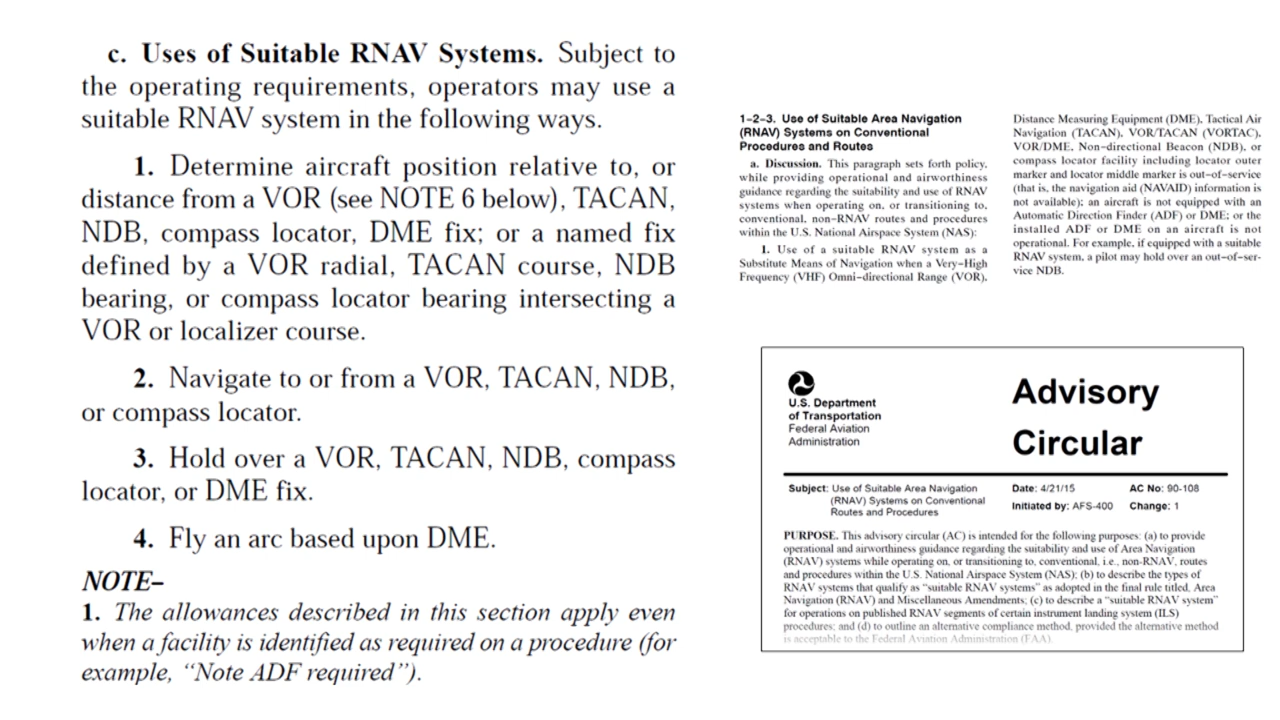 c. Uses of Suitable RNAV Systems. Subject to
the operating requirements, operators may use a
suitable RNAV system in the following ways.
1. Determine aircraft position relative to, or
distance from a VOR (see NOTE 6 below), TACAN,
NDB, compass locator, DME fix; or a named fix
defined by a VOR radial, TACAN course, NDB
bearing, or compass locator bearing intersecting a
VOR or localizer course.
2. Navigate to or from a VOR, TACAN, NDB,
or compass locator.
3. Hold over a VOR, TACAN, NDB, compass
locator, or DME fix.
4. Fly an arc based upon DME.
NOTE–
1. The allowances described in this section apply even
when a facility is identified as required on a procedure (for
example, “Note ADF required”).
1–2–3. Use of Suitable Area Navigation
(RNAV) Systems on Conventional
Procedures and Routes
a. Discussion. This paragraph sets forth policy,
while providing operational and airworthiness
guidance regarding the suitability and use of RNAV
systems when operating on, or transitioning to,
conventional, non–RNAV routes and procedures
within the U.S. National Airspace System (NAS):
1. Use of a suitable RNAV system as a
Substitute Means of Navigation when a Very–High
Frequency (VHF) Omni–directional Range (VOR),
Distance Measuring Equipment (DME), Tactical Air
Navigation (TACAN), VOR/TACAN (VORTAC),
VOR/DME, Non–directional Beacon (NDB), or
compass locator facility including locator outer
marker and locator middle marker is out–of–service
(that is, the navigation aid (NAVAID) information is
not available); an aircraft is not equipped with an
Automatic Direction Finder (ADF) or DME; or the
installed ADF or DME on an aircraft is not
operational. For example, if equipped with a suitable
RNAV system, a pilot may hold over an out–of–ser-
vice NDB.
U.S. Department
of Transportation
Federal Aviation
Administration
Advisory
Circular
Subject: Use of Suitable Area Navigation
(RNAV) Systems on Conventional
Routes and Procedures
Date: 4/21/15
Initiated by: AFS-400
AC No: 90-108
Change: 1
PURPOSE. This advisory circular (AC) is intended for the following purposes: (a) to provide
operational and airworthiness guidance regarding the suitability and use of Area Navigation
(RNAV) systems while operating on, or transitioning to, conventional, i.e., non-RNAV, routes
and procedures within the U.S. National Airspace System (NAS); (b) to describe the types of
RNAV systems that qualify as “suitable RNAV systems” as adopted in the final rule titled, Area
Navigation (RNAV) and Miscellaneous Amendments; (c) to describe a “suitable RNAV system”
for operations on published RNAV segments of certain instrument landing system (ILS)
procedures; and (d) to outline an alternative compliance method, provided the alternative method
is acceptable to the Federal Aviation Administration (FAA).